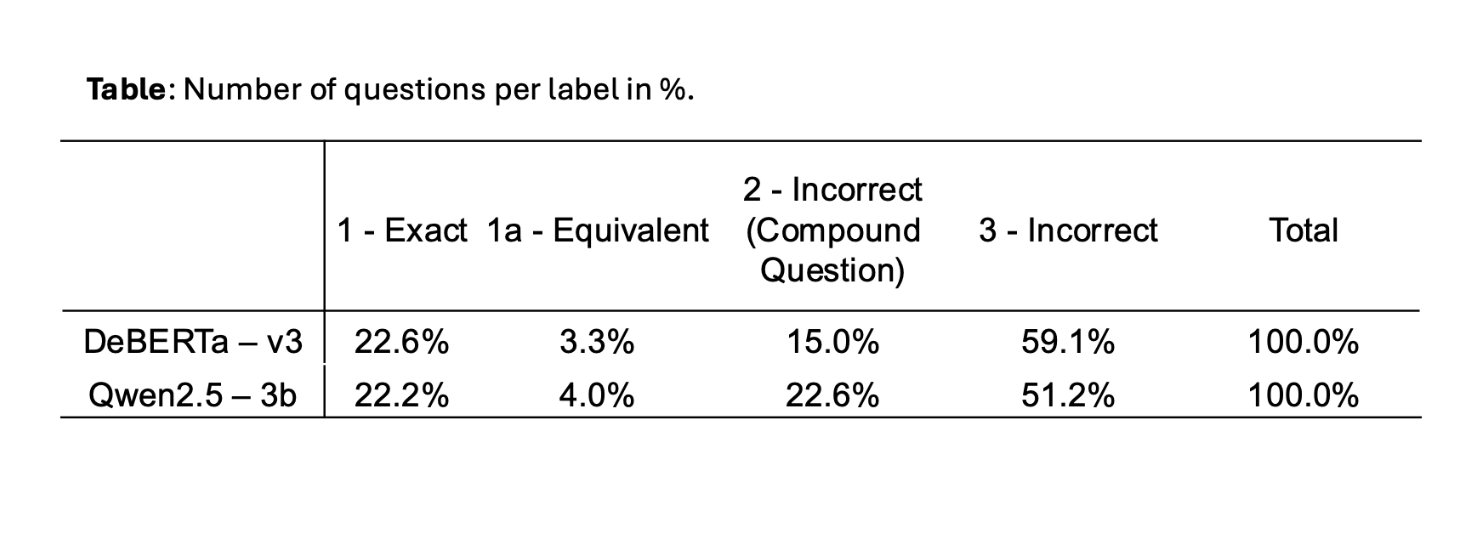 Table: Number of questions per label in %.
1 - Exact 1a - Equivalent 2 - Incorrect (Compound Question) 3 - Incorrect Total
DeBERTa – v3 22.6% 3.3% 15.0% 59.1% 100.0%
Qwen2.5 – 3b 22.2% 4.0% 22.6% 51.2% 100.0%